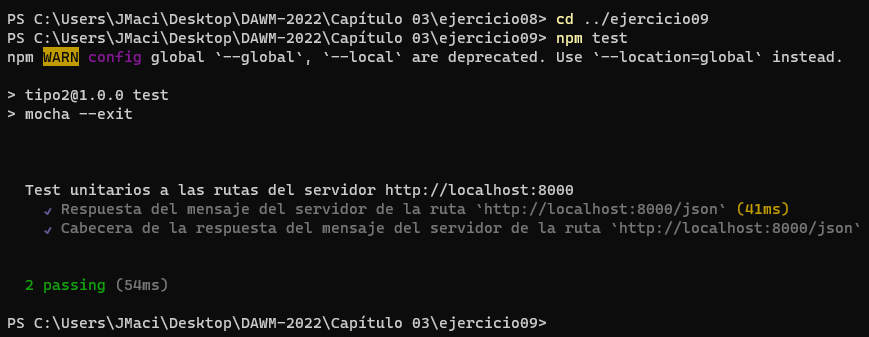 PS C:\Users\JMaci\Desktop\DAWM-2022\Capítulo 03\ejercicio08> cd ../ejercicio09
PS C:\Users\JMaci\Desktop\DAWM-2022\Capítulo 03\ejercicio09> npm test
npm WARN config global `--global`, `--local` are deprecated. Use `--location=global` instead.
> tipo2@1.0.0 test
> mocha --exit
Test unitarios a las rutas del servidor http://localhost:8000
✔ Respuesta del mensaje del servidor de la ruta `http://localhost:8000/json` (41ms)
✔ Cabecera de la respuesta del mensaje del servidor de la ruta `http://localhost:8000/json`
2 passing (54ms)
PS C:\Users\JMaci\Desktop\DAWM-2022\Capítulo 03\ejercicio09>